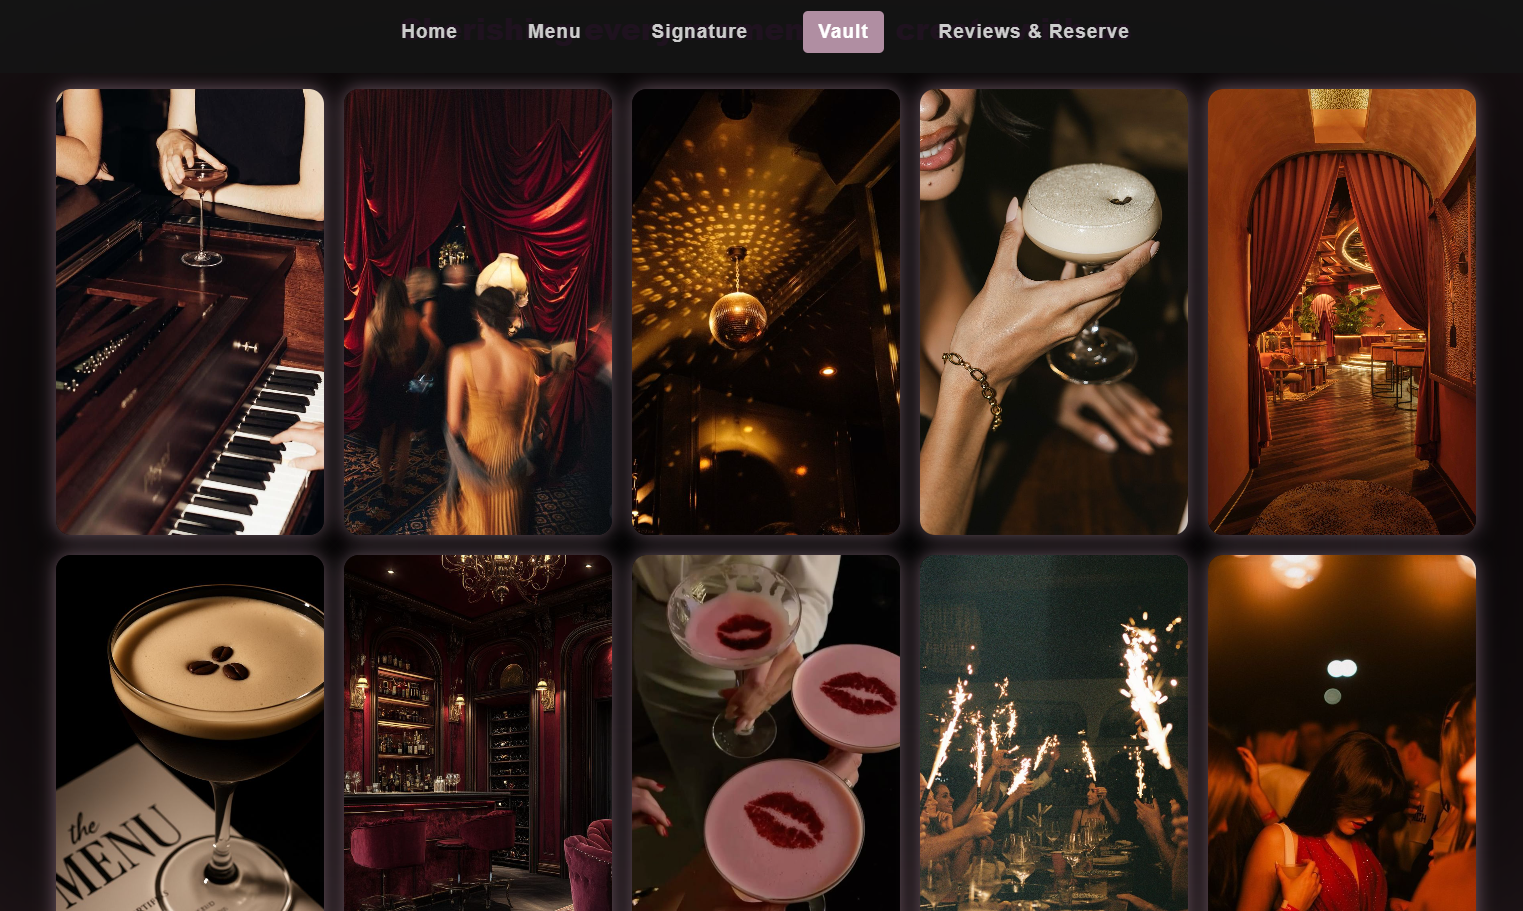 Home Menu Signature Vault Reviews & Reserve
the
MENU